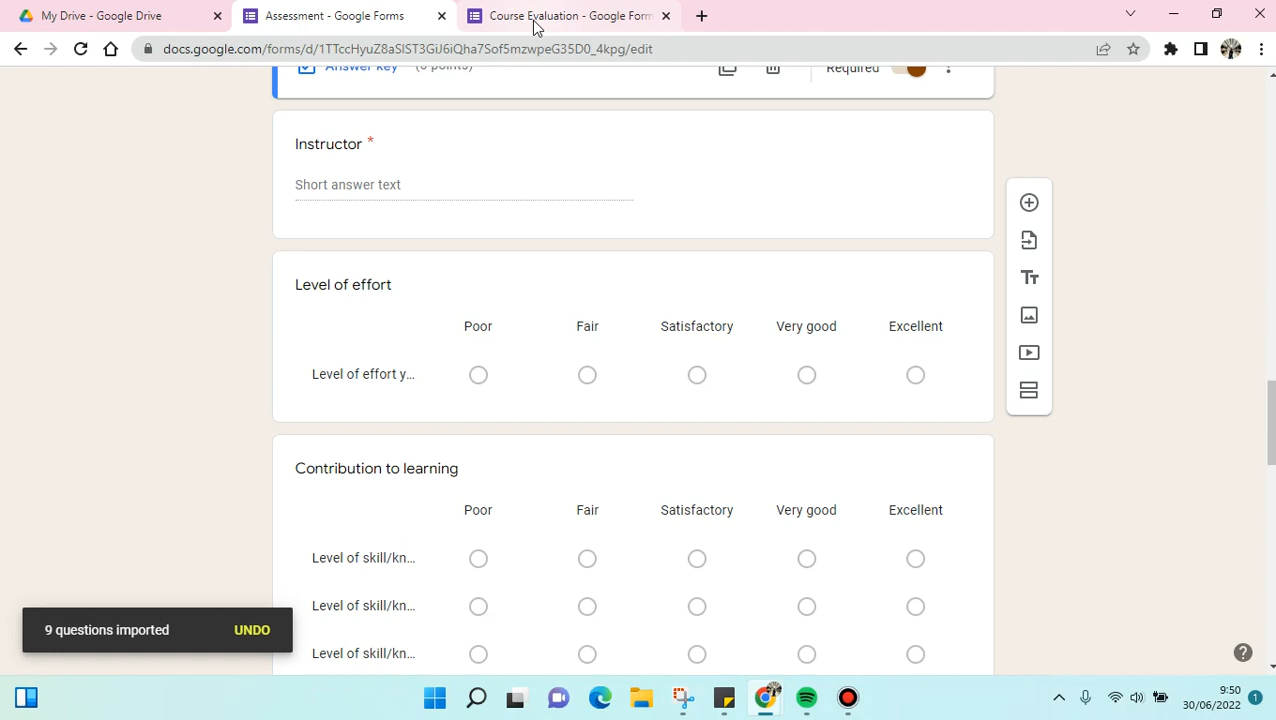 My Drive - Google Drive
Assessment - Google Forms
Course Evaluation - Google Form
docs.google.com/forms/d/1TTccHyuZ8aSlST3GiJ6iQha7Sof5mzwpeG35D0_4kpg/edit
Answer key
points)
Required
Instructor *
Short answer text
Level of effort
Poor Fair Satisfactory Very good Excellent
Level of effort y...
Contribution to learning
Poor Fair Satisfactory Very good Excellent
Level of skill/kn...
Level of skill/kn...
Level of skill/kn...
9 questions imported UNDO
9:50
30/06/2022
1